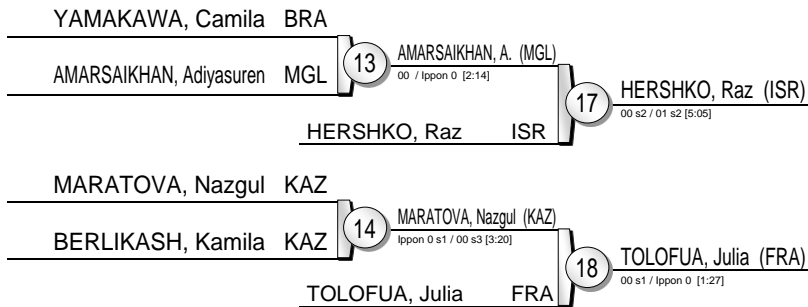 YAMAKAWA, Camila BRA
AMARSAIKHAN, Adiyasuren MGL
13
AMARSAIKHAN, A. (MGL)
00 / Ippon 0 [2:14]
HERSHKO, Raz ISR
17
HERSHKO, Raz (ISR)
00 s2 / 01 s2 [5:05]
MARATOVA, Nazgul KAZ
BERLIKASH, Kamila KAZ
14
MARATOVA, Nazgul (KAZ)
Ippon 0 s1 / 00 s3 [3:20]
TOLOFUA, Julia FRA
18
TOLOFUA, Julia (FRA)
00 s1 / Ippon 0 [1:27]